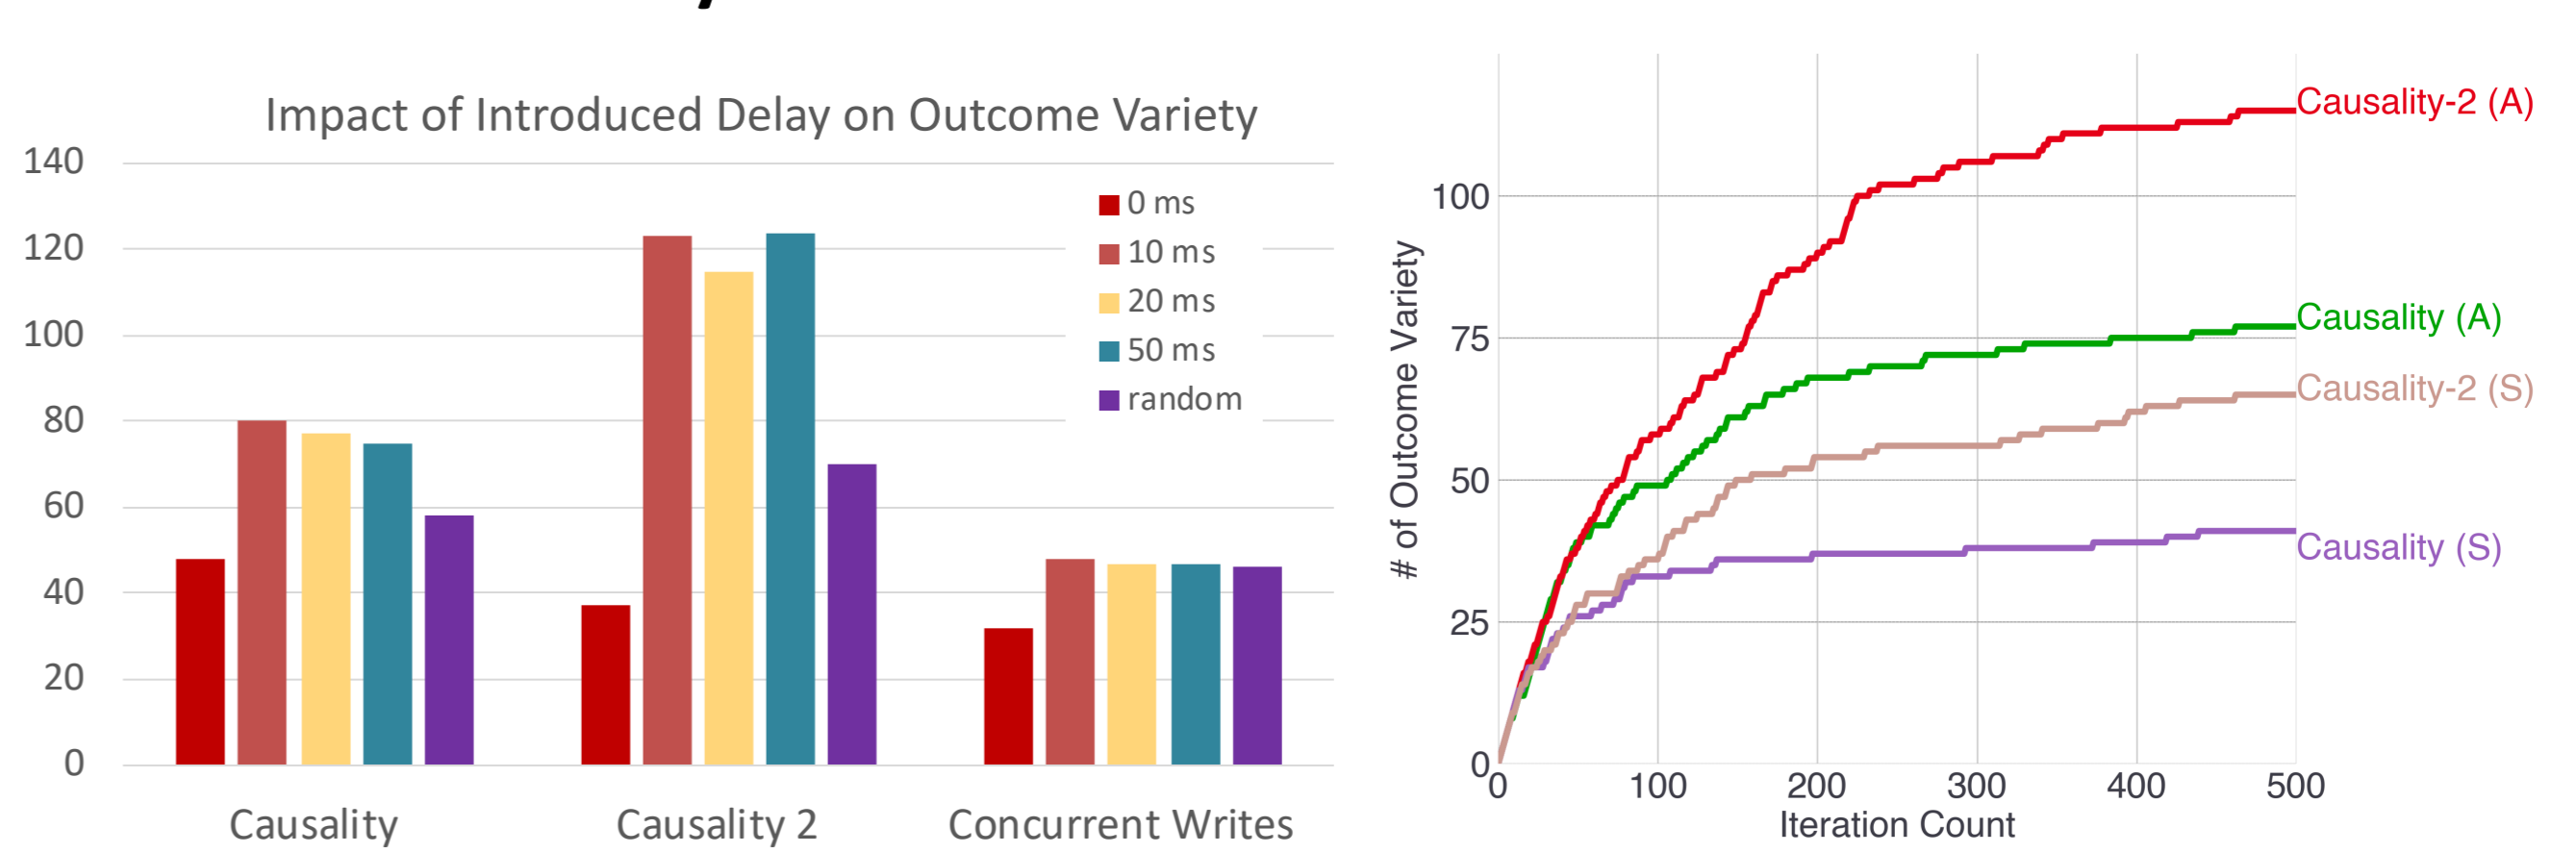 Impact of Introduced Delay on Outcome Variety
140
120
100
80
60
40
20
0
0 ms
10 ms
20 ms
50 ms
random
Causality
Causality 2
Concurrent Writes
# of Outcome Variety
100
75
50
25
0
0
100
200
300
400
500
Iteration Count
Causality-2 (A)
Causality (A)
Causality-2 (S)
Causality (S)